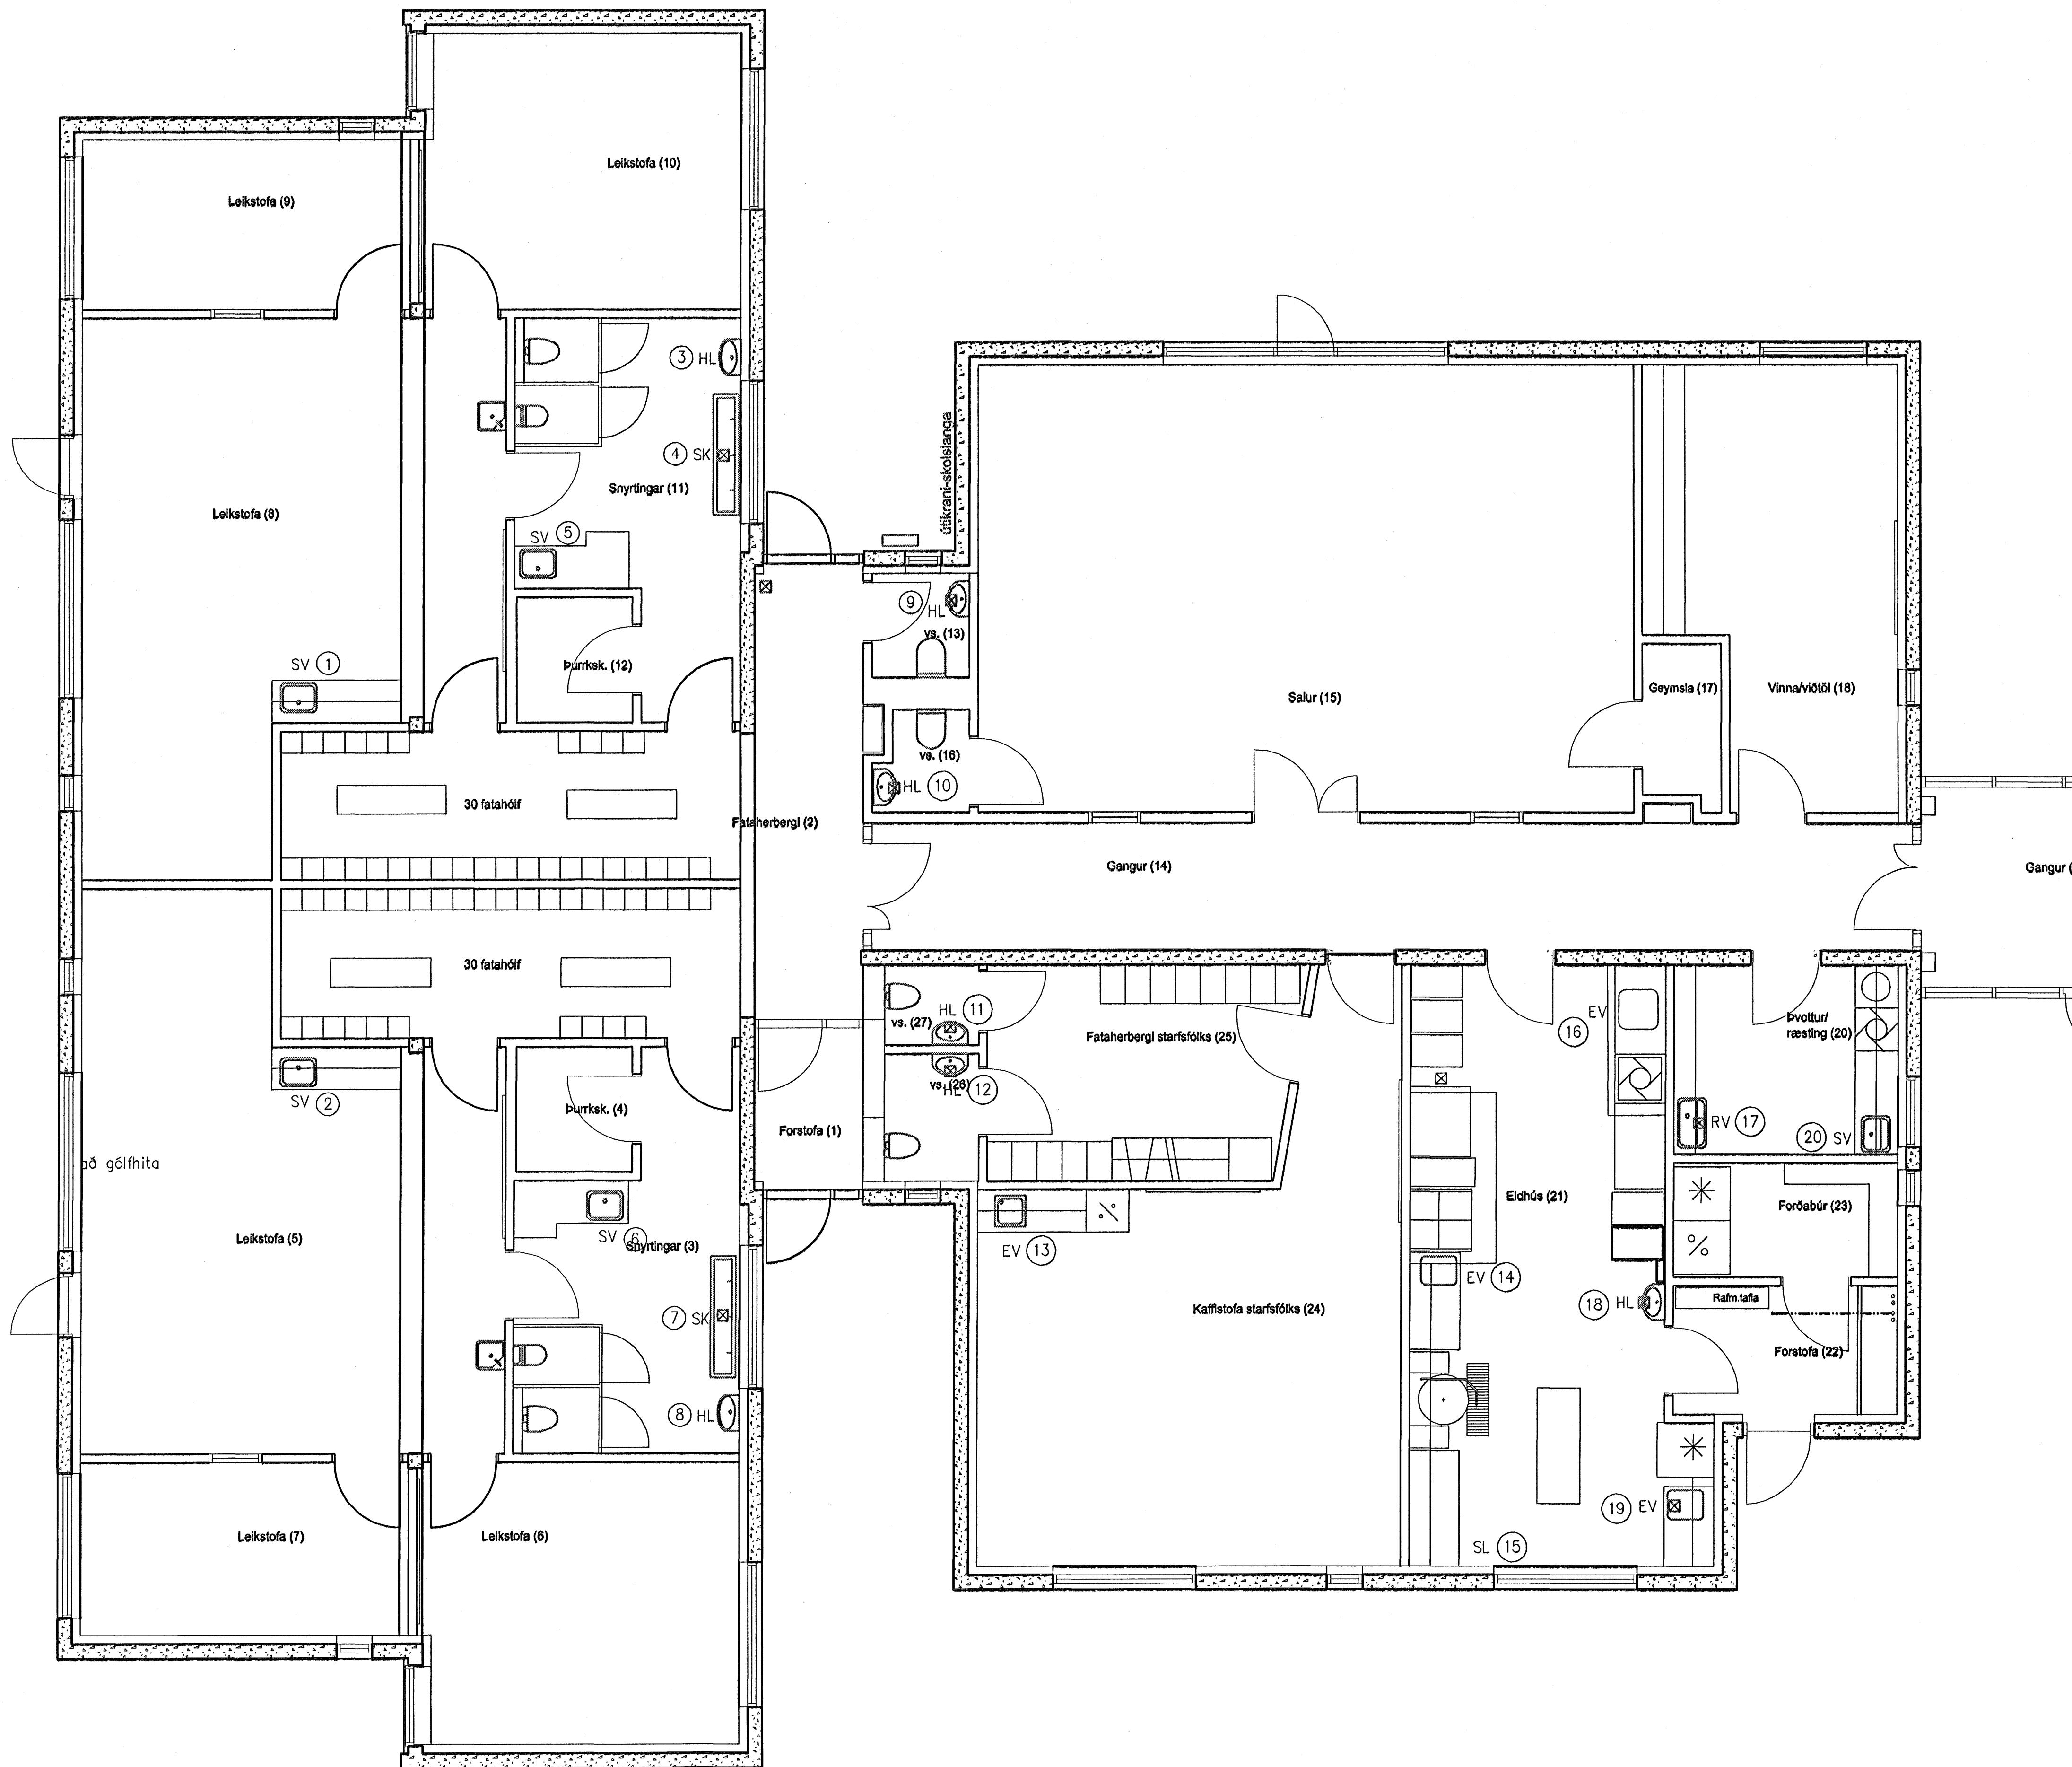 Leikstofa (10)
Leikstofa (9)
3 HL
4 SK
Snyrtingar (11)
Leikstofa (8)
SV 5
útikrani-skolslanga
9 HL
vs. (13)
Þurrksk. (12)
SV 1
Salur (15)
Geymsla (17)
Vinna/viðtöl (18)
vs. (16)
HL 10
30 fatahólf
Fataherbergi (2)
Gangur (14)
Gangur (
30 fatahólf
HL 11
vs. (27)
Fataherbergi starfsfólks (25)
EV
16
Þvottur/
ræsting (20)
vs. (26)
HL 12
SV 2
Þurrksk. (4)
Forstofa (1)
RV 17
20 SV
að gólfhita
Eldhús (21)
Forðabúr (23)
Leikstofa (5)
SV 6
Snyrtingar (3)
EV 13
EV 14
Rafm.tafla
Kaffistofa starfsfólks (24)
18 HL
7 SK
Forstofa (22)
8 HL
Leikstofa (7)
Leikstofa (6)
19 EV
SL 15